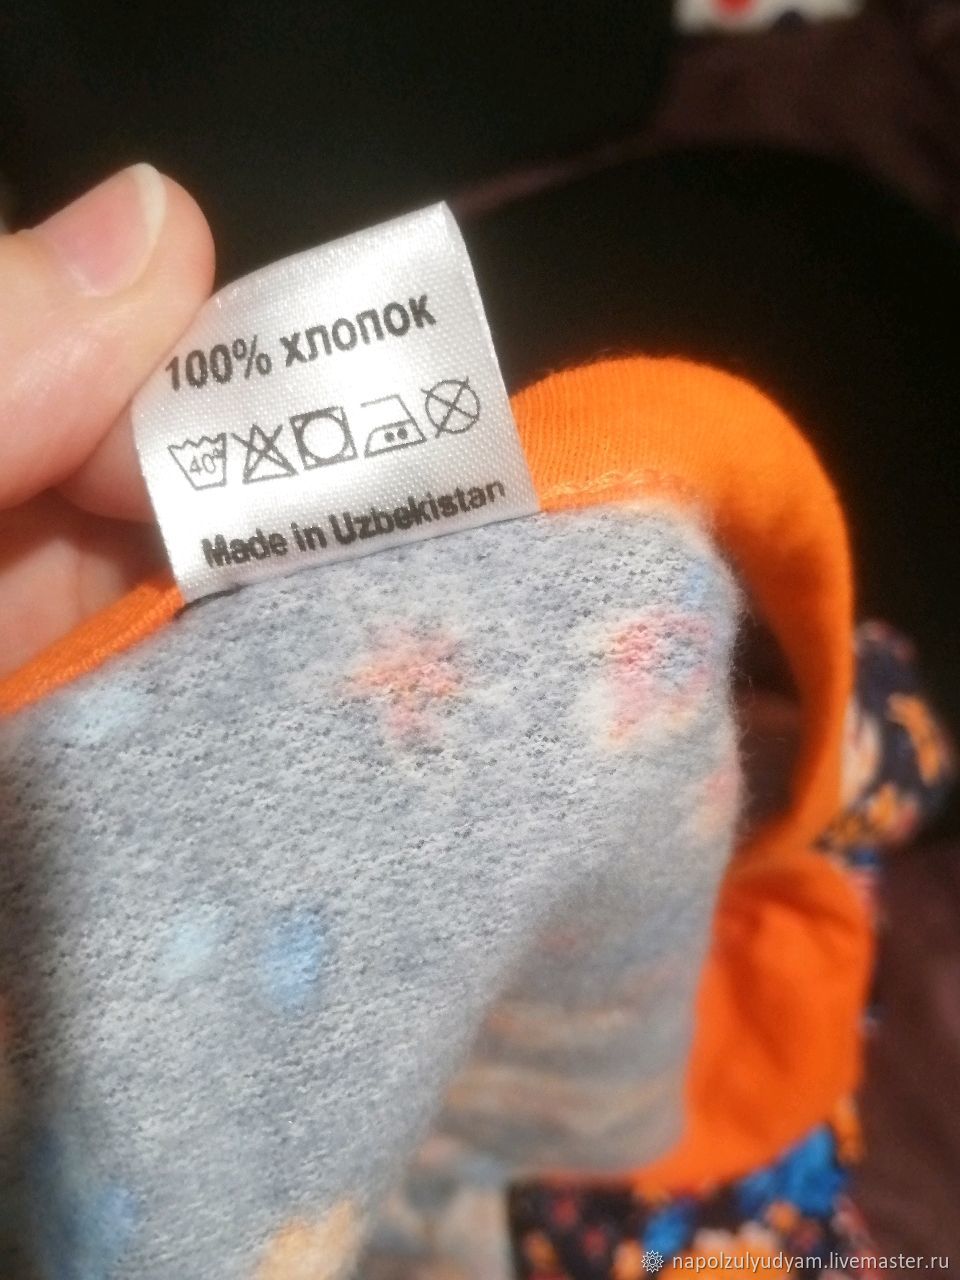 100% хлопок
40°
Made in Uzbekistan
napolzulyudyam.livemaster.ru